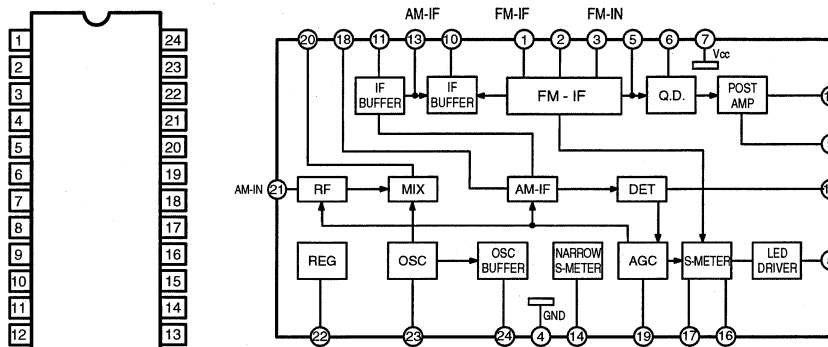 1 24
2 23
3 22
4 21
5 20
6 19
7 18
8 17
9 16
10 15
11 14
12 13
AM-IF FM-IF FM-IN
20 18 11 13 10 1 2 3 5 6 7
Vcc
IF BUFFER
IF BUFFER
FM - IF
Q.D.
POST AMP
AM-IN 21
RF
MIX
AM-IF
DET
REG
OSC
OSC BUFFER
NARROW S-METER
AGC
S-METER
LED DRIVER
GND
22 23 24 4 14 19 17 16